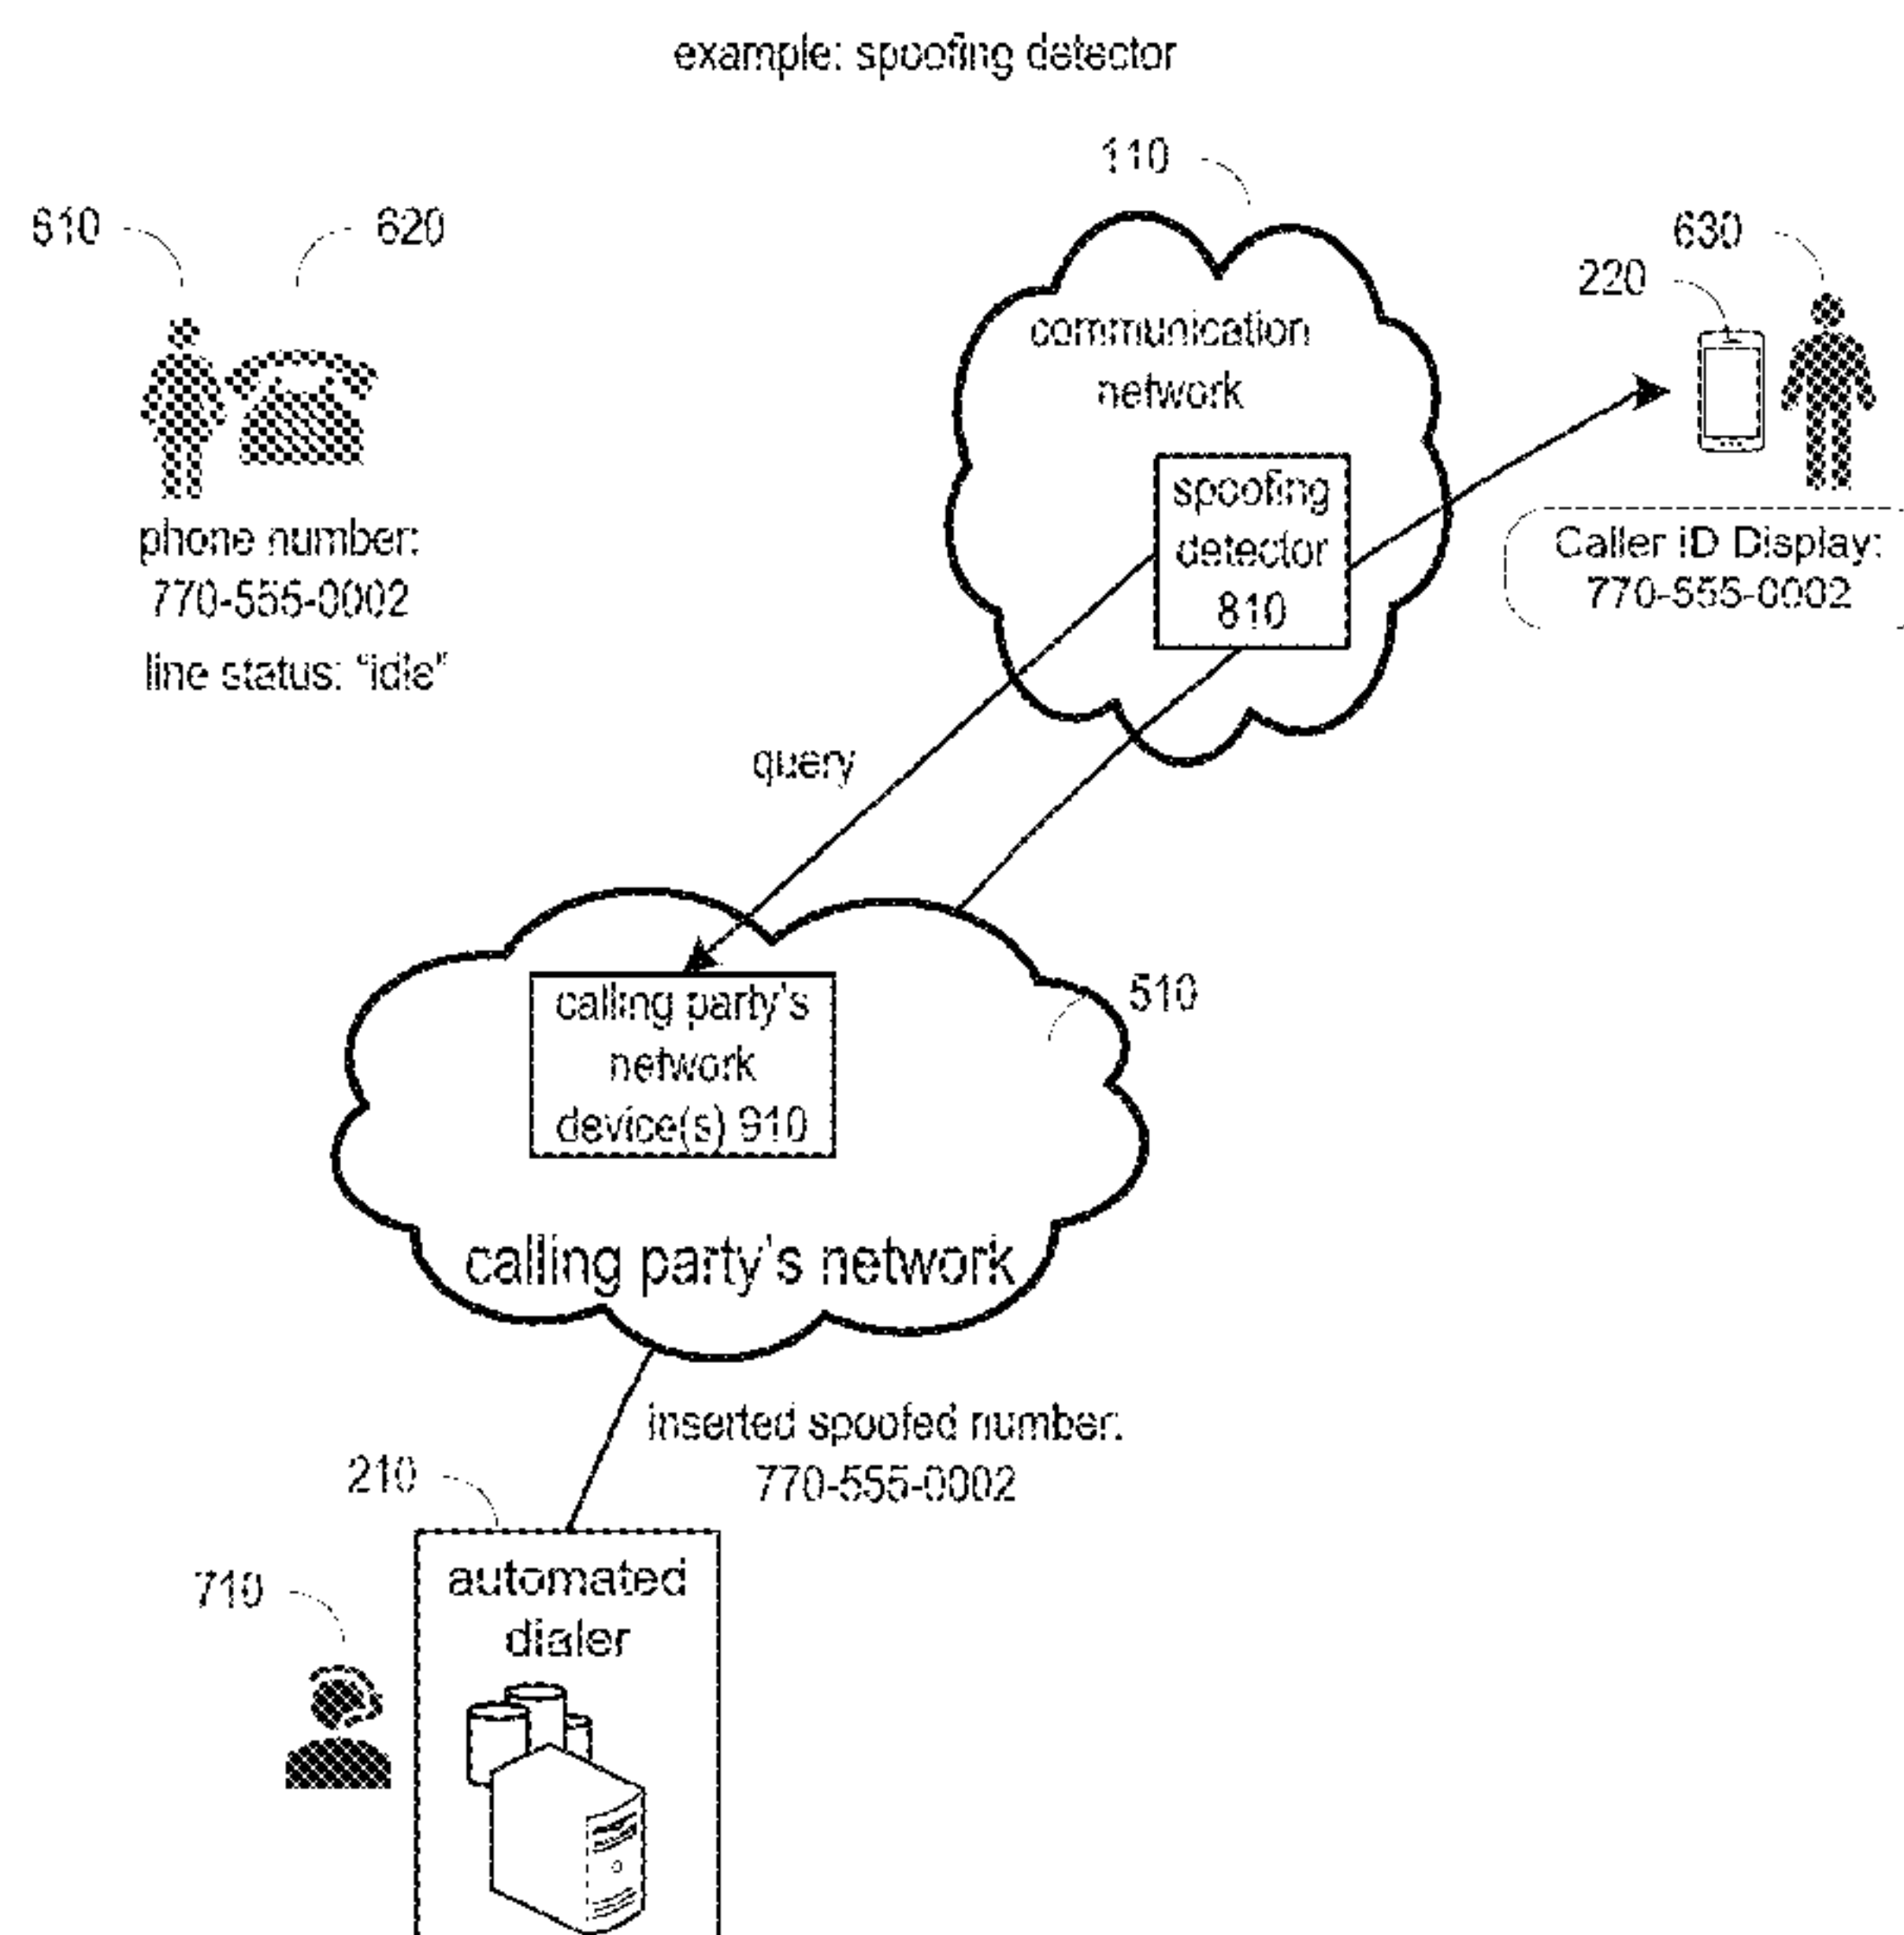 example: spoofing detector
110
610
620
630
220
communication
network
spoofing
detector
810
phone number:
770-555-0002
line status: "idle"
Caller ID Display:
770-555-0002
query
calling party's
network
device(s) 910
510
calling party's network
inserted spoofed number:
770-555-0002
210
710
automated
dialer